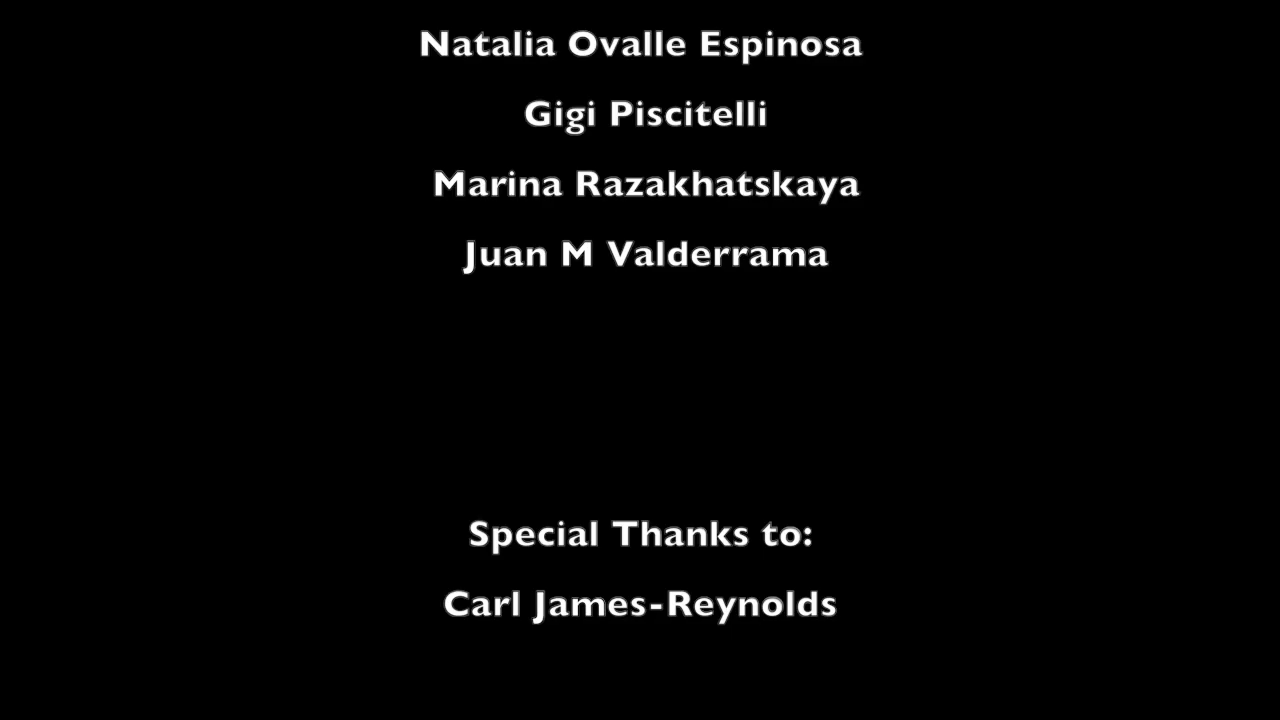 Natalia Ovalle Espinosa
Gigi Piscitelli
Marina Razakhatskaya
Juan M Valderrama
Special Thanks to:
Carl James-Reynolds